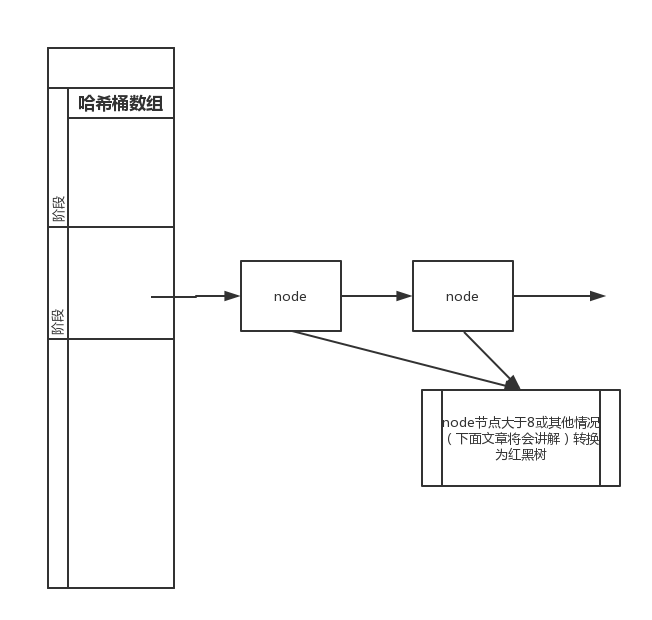 哈希桶数组
阶段
阶段
node
node
node节点大于8或其他情况
（下面文章将会讲解）转换
为红黑树